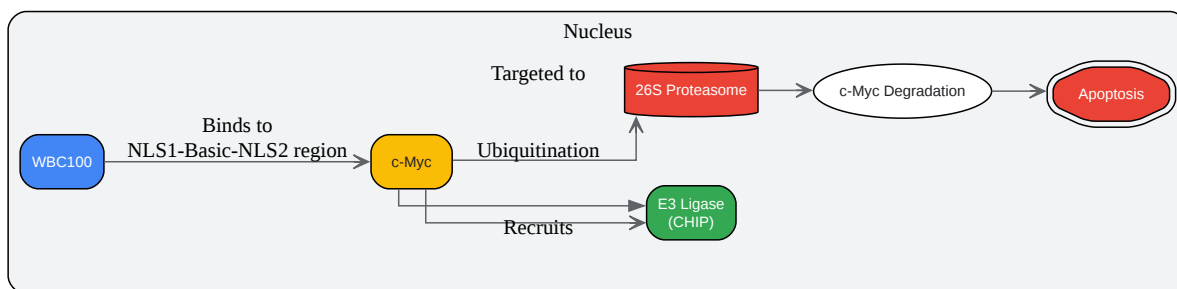 Nucleus
Targeted to
26S Proteasome
c-Myc Degradation
Apoptosis
Binds to
NLS1-Basic-NLS2 region
WBC100
c-Myc
Ubiquitination
E3 Ligase
(CHIP)
Recruits